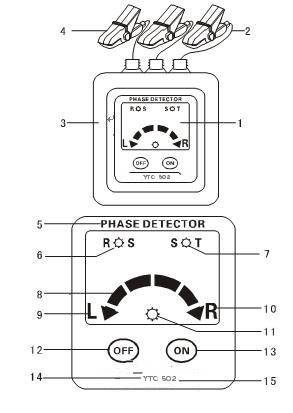 4
2
3
PHASE DETECTOR
R S S T
1
L R
OFF ON
YTC 502
5 PHASE DETECTOR
R S S T
6 7
8
9 L R 10
11
12 OFF ON 13
14 YTC 502 15